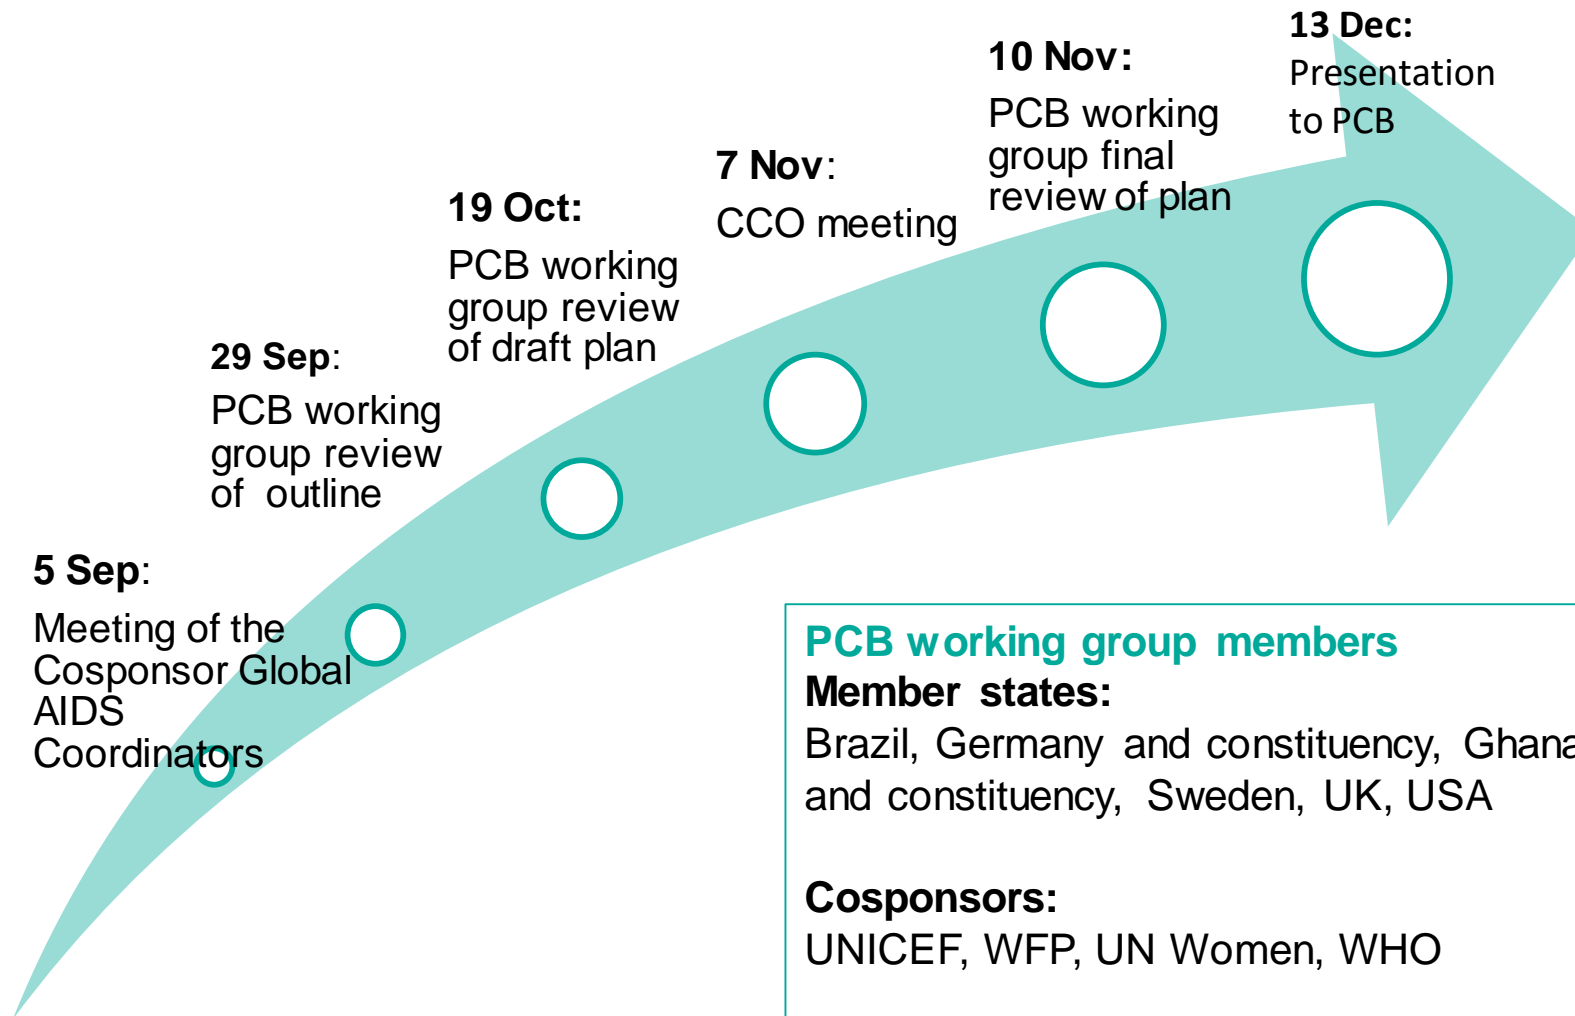 5 Sep:
Meeting of the
Cosponsor Global
AIDS
Coordinators
29 Sep:
PCB working
group review
of outline
19 Oct:
PCB working
group review
of draft plan
7 Nov:
CCO meeting
10 Nov:
PCB working
group final
review of plan
13 Dec:
Presentation
to PCB
PCB working group members
Member states:
Brazil, Germany and constituency, Ghana
and constituency, Sweden, UK, USA
Cosponsors:
UNICEF, WFP, UN Women, WHO